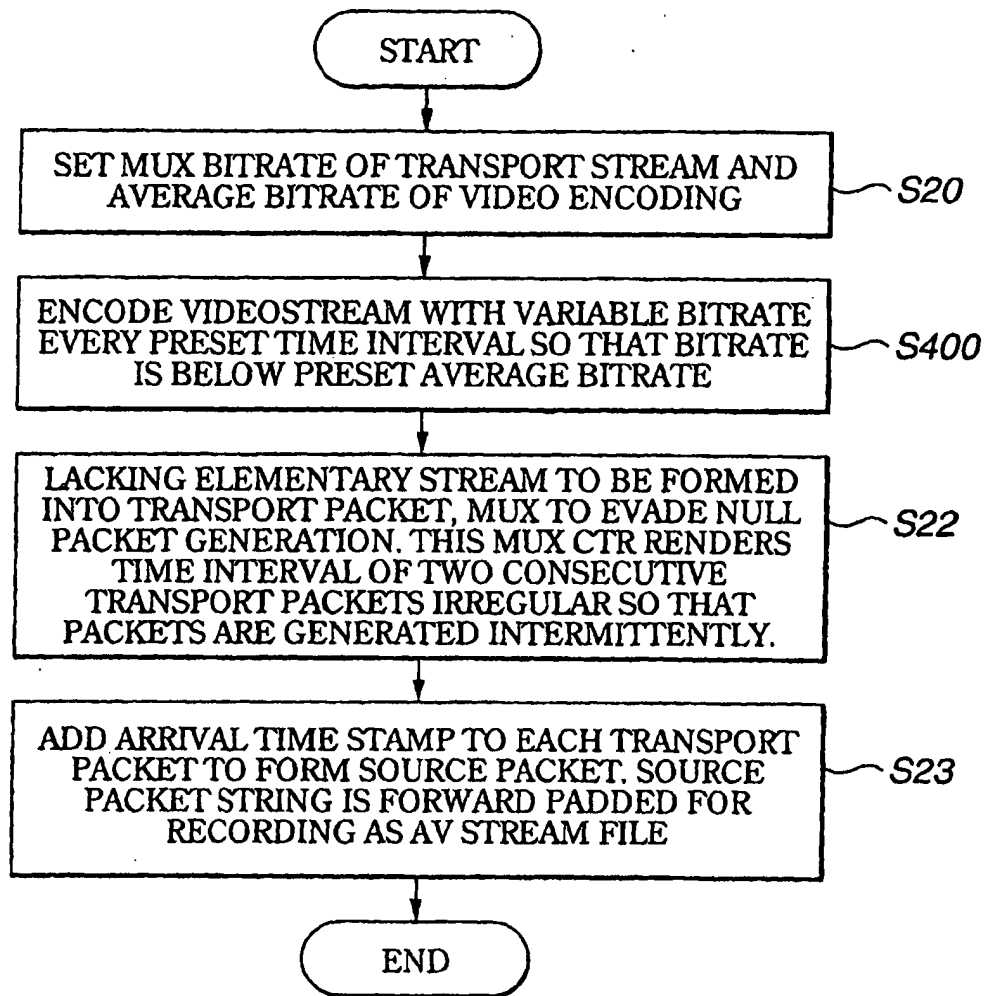 START
SET MUX BITRATE OF TRANSPORT STREAM AND
AVERAGE BITRATE OF VIDEO ENCODING
S20
ENCODE VIDEOSTREAM WITH VARIABLE BITRATE
EVERY PRESET TIME INTERVAL SO THAT BITRATE
IS BELOW PRESET AVERAGE BITRATE
S400
LACKING ELEMENTARY STREAM TO BE FORMED
INTO TRANSPORT PACKET, MUX TO EVADE NULL
PACKET GENERATION. THIS MUX CTR RENDERS
TIME INTERVAL OF TWO CONSECUTIVE
TRANSPORT PACKETS IRREGULAR SO THAT
PACKETS ARE GENERATED INTERMITTENTLY.
S22
ADD ARRIVAL TIME STAMP TO EACH TRANSPORT
PACKET TO FORM SOURCE PACKET. SOURCE
PACKET STRING IS FORWARD PADDED FOR
RECORDING AS AV STREAM FILE
S23
END